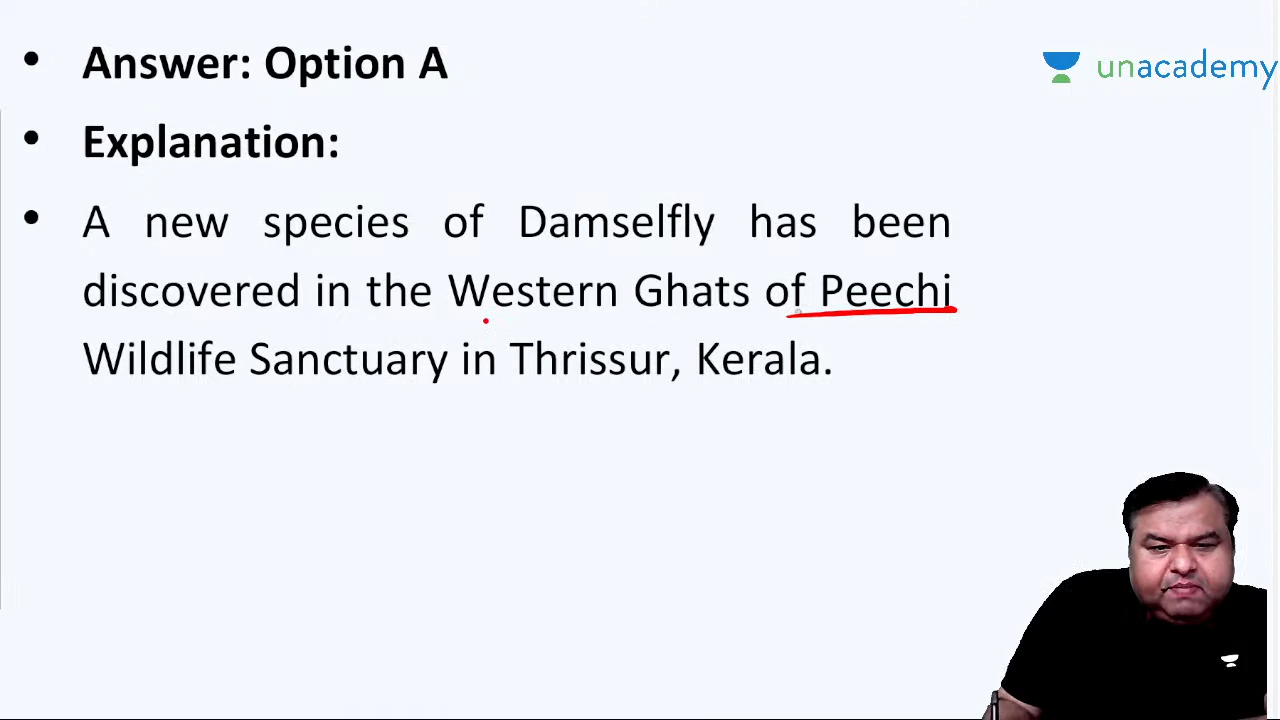 • Answer: Option A
unacademy
• Explanation:
• A new species of Damselfly has been
discovered in the Western Ghats of Peechi
Wildlife Sanctuary in Thrissur, Kerala.